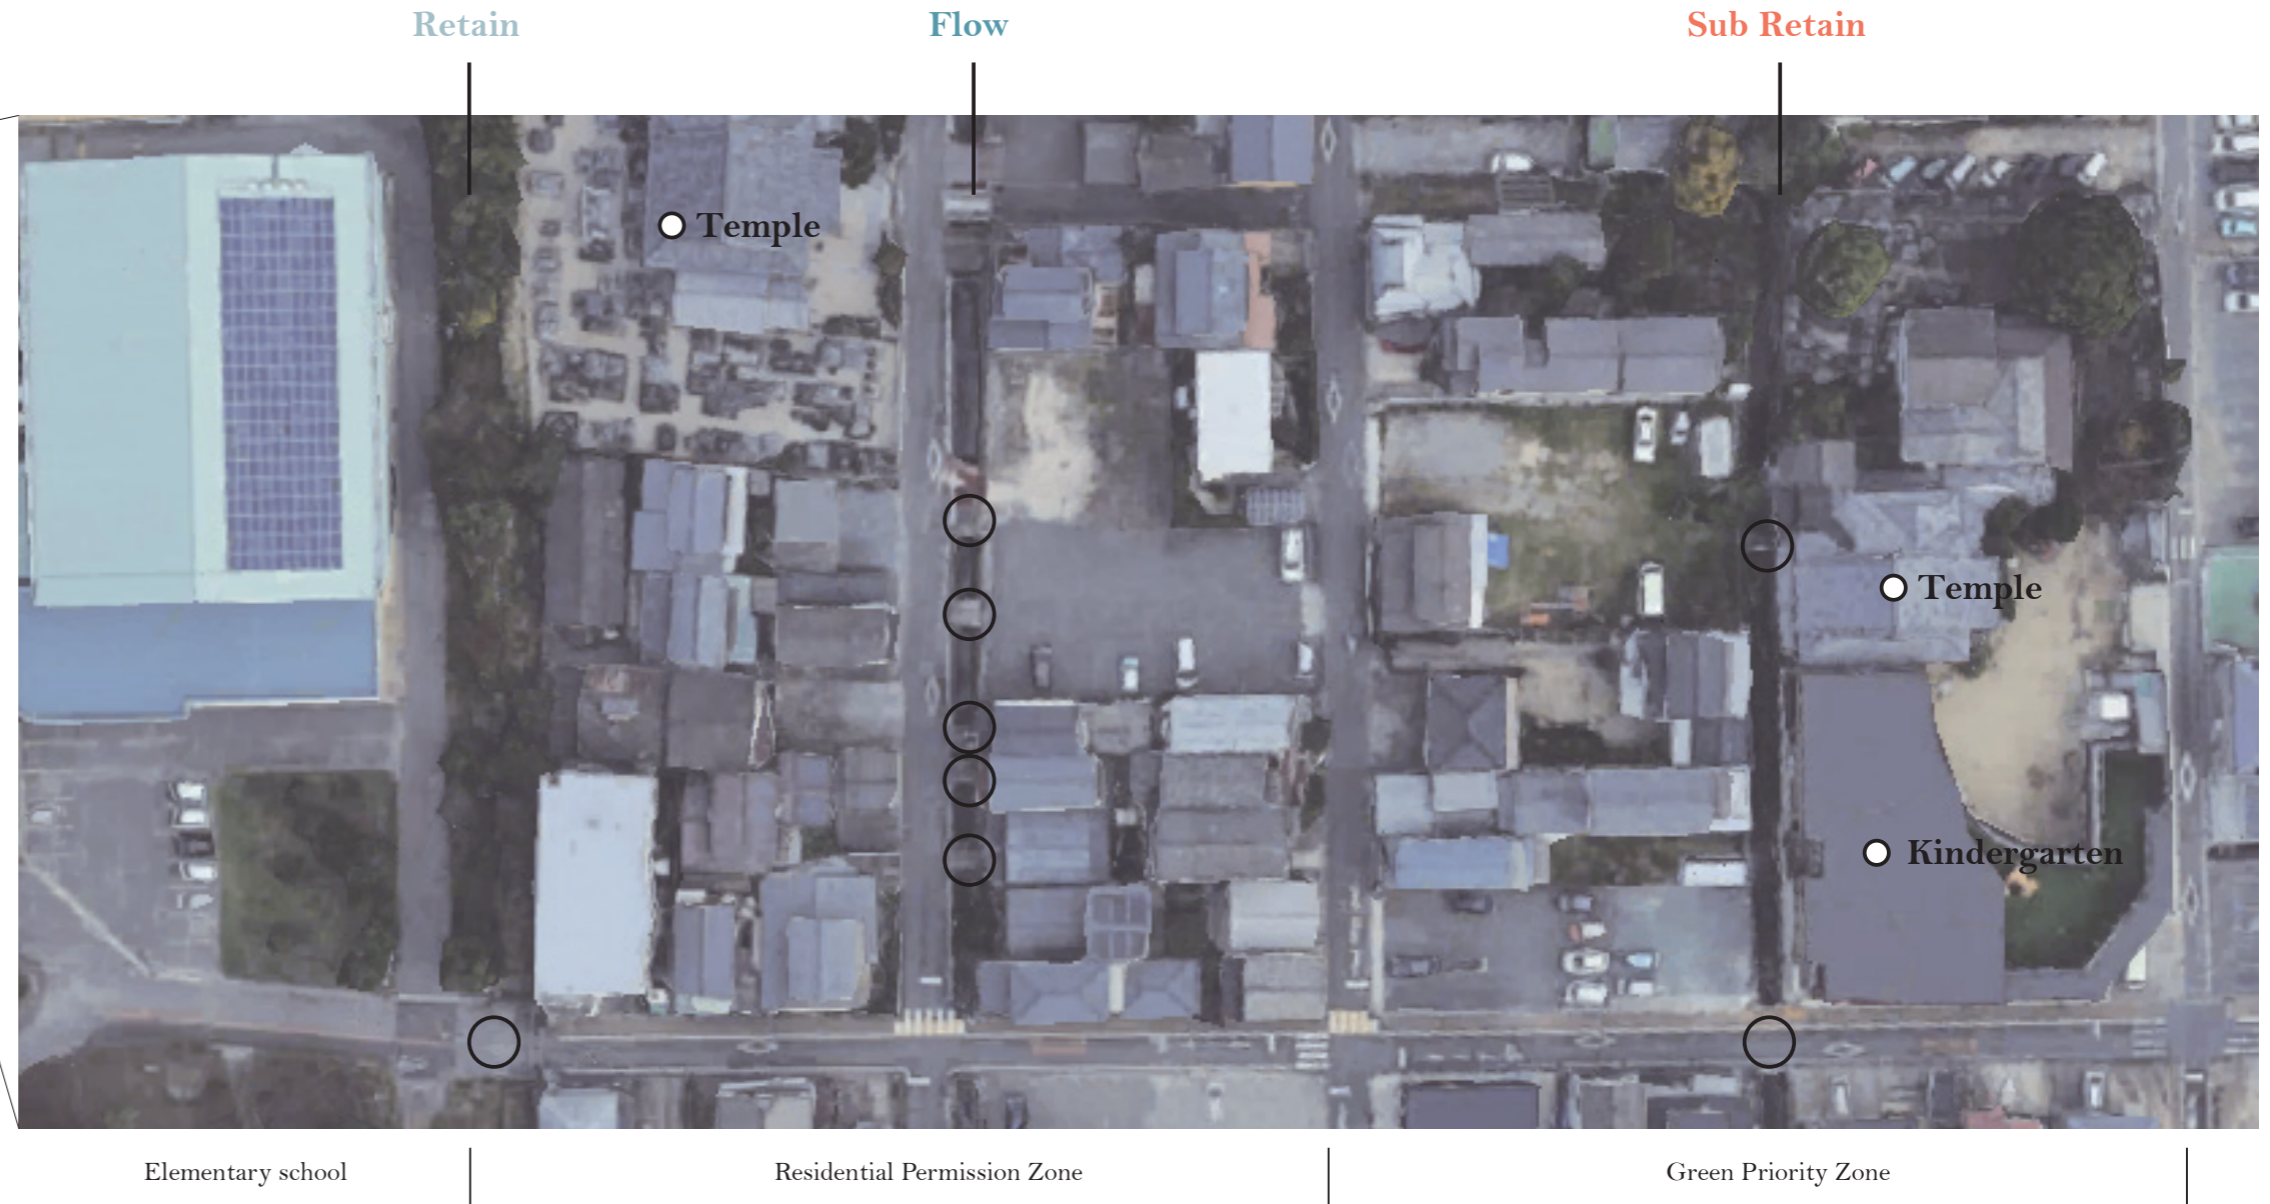 Retain
Flow
Sub Retain
Temple
Temple
Kindergarten
Elementary school
Residential Permission Zone
Green Priority Zone